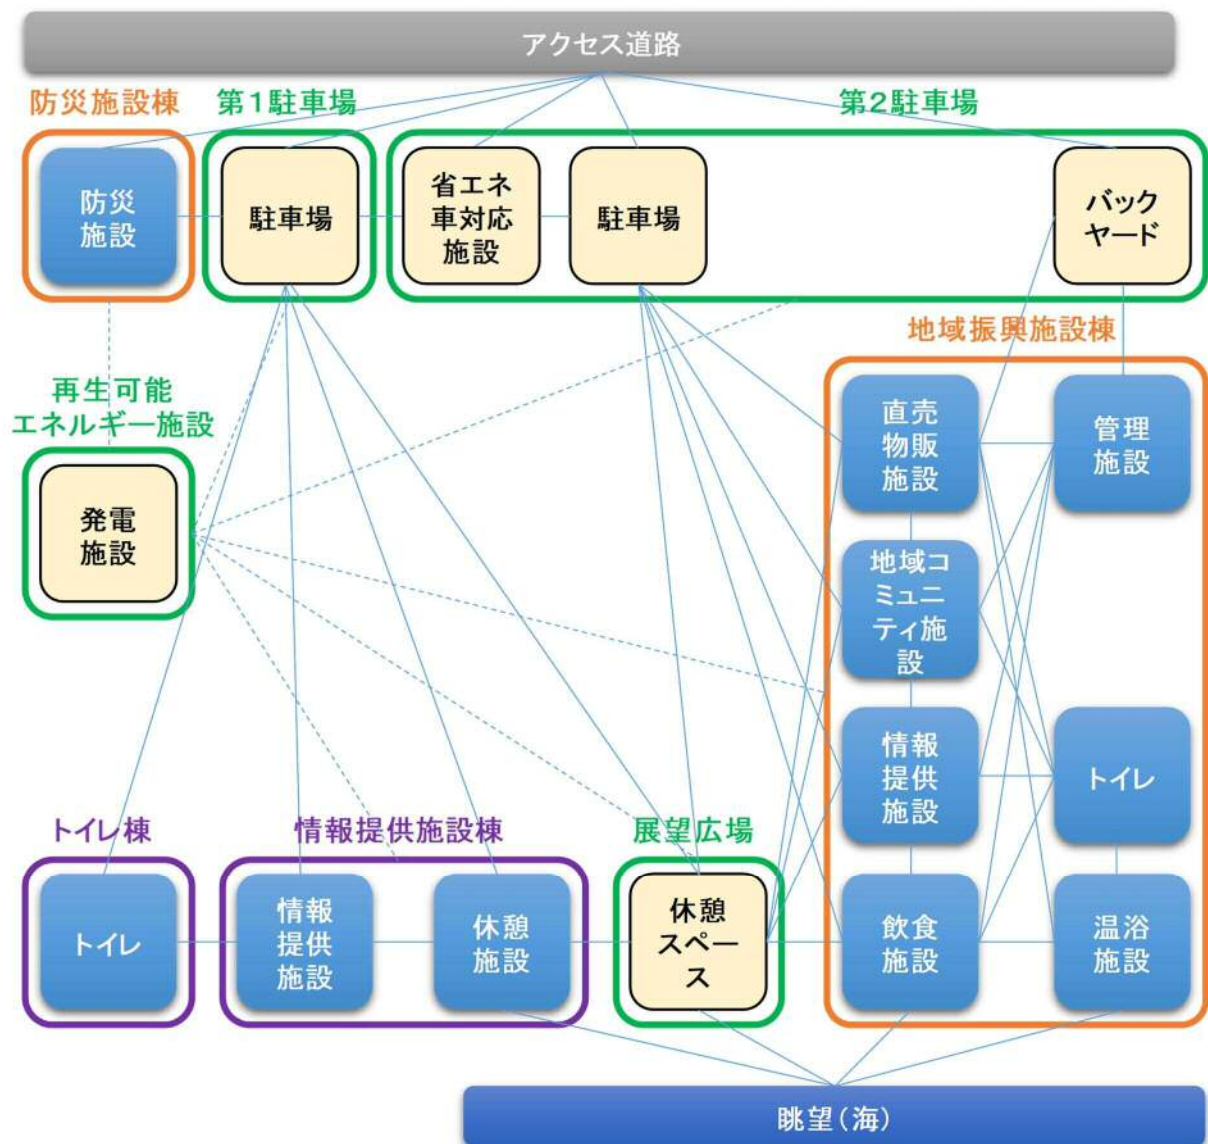 アクセス道路
防災施設棟
第１駐車場
第２駐車場
防災
施設
駐車場
省エネ
車対応
施設
駐車場
バック
ヤード
地域振興施設棟
再生可能
エネルギー施設
発電
施設
直売
物販
施設
管理
施設
地域コ
ミュニ
ティ施
設
情報
提供
施設
トイレ
トイレ棟
情報提供施設棟
展望広場
トイレ
情報
提供
施設
休憩
施設
休憩
スペー
ス
飲食
施設
温浴
施設
眺望（海）